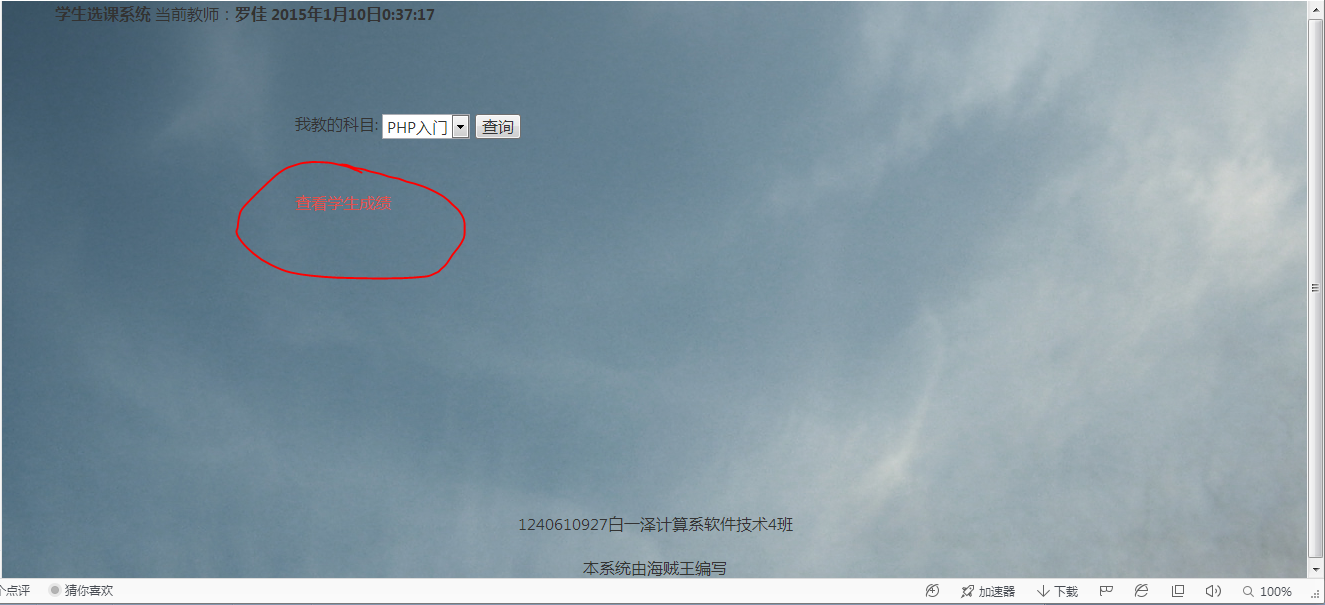 学生选课系统 当前教师：罗佳 2015年1月10日0:37:17
我教的科目: PHP入门 查询
查看学生成绩
1240610927白一泽计算系软件技术4班
本系统由海贼王编写
个点评 猜你喜欢 加速器 下载 100%